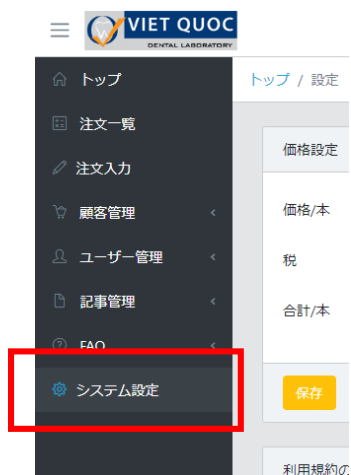 VIET QUOC
DENTAL LABORATORY
トップ
トップ / 設定
注文一覧
注文入力
顧客管理
ユーザー管理
記事管理
FAQ
システム設定
価格設定
価格/本
税
合計/本
保存
利用規約の